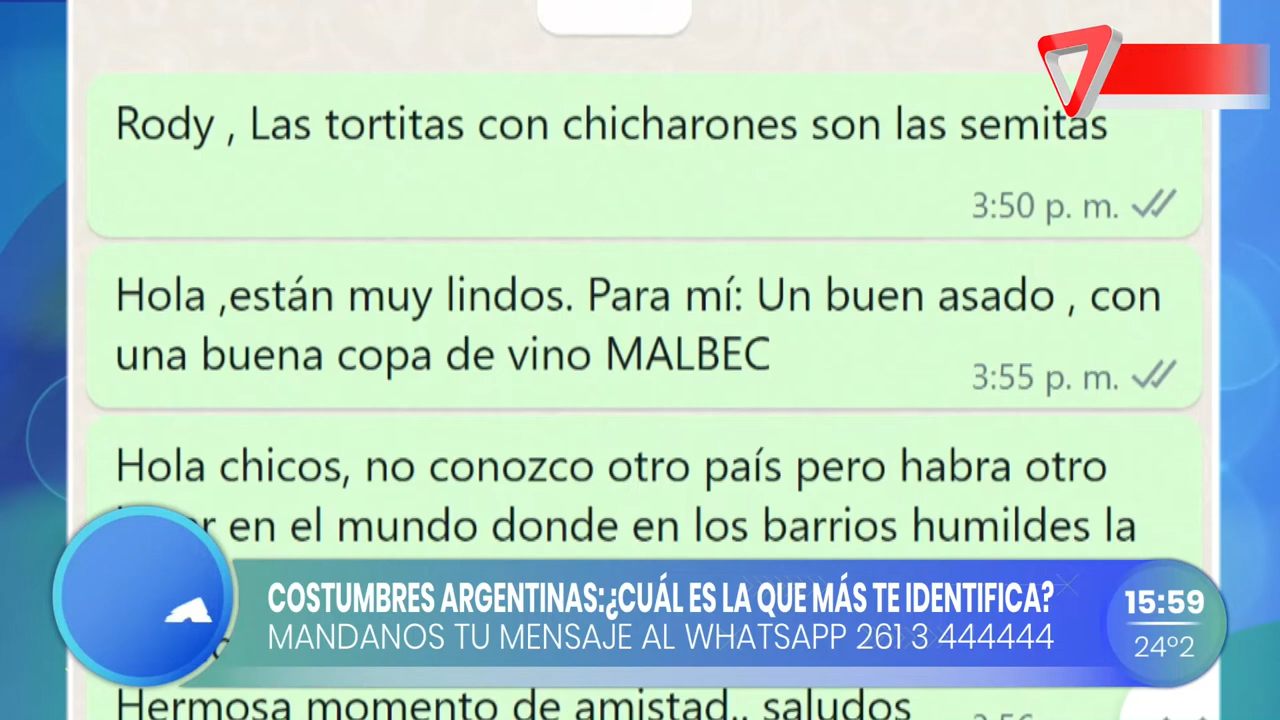 Rody , Las tortitas con chicharones son las semitas
3:50 p. m.
Hola ,están muy lindos. Para mí: Un buen asado , con
una buena copa de vino MALBEC
3:55 p. m.
Hola chicos, no conozco otro país pero habra otro
en el mundo donde en los barrios humildes la
COSTUMBRES ARGENTINAS:¿CUÁL ES LA QUE MÁS TE IDENTIFICA?
MANDANOS TU MENSAJE AL WHATSAPP 261 3 444444
15:59
24º2
Hermosa momento de amistad.. saludos